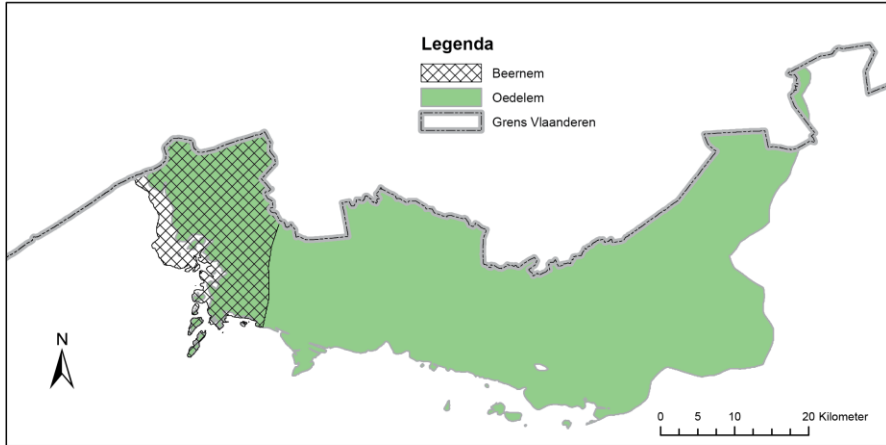 Legenda
Beernem
Oedelem
Grens Vlaanderen
N
0 5 10 20 Kilometer